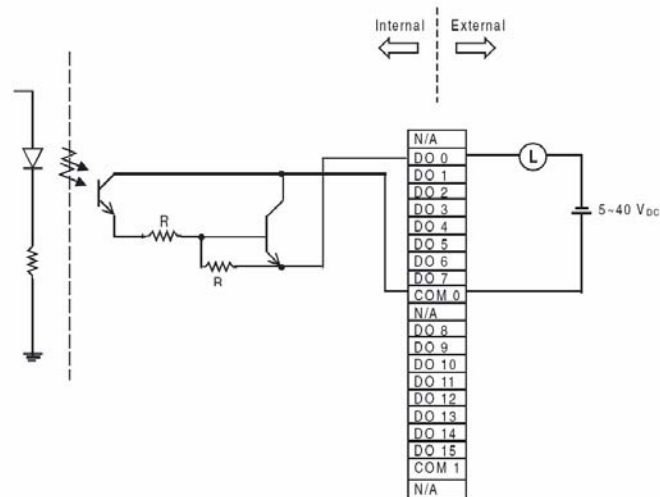 Internal
External
N/A
DO 0
DO 1
DO 2
DO 3
DO 4
DO 5
DO 6
DO 7
COM 0
N/A
DO 8
DO 9
DO 10
DO 11
DO 12
DO 13
DO 14
DO 15
COM 1
N/A
L
5~40 VDC
R
R